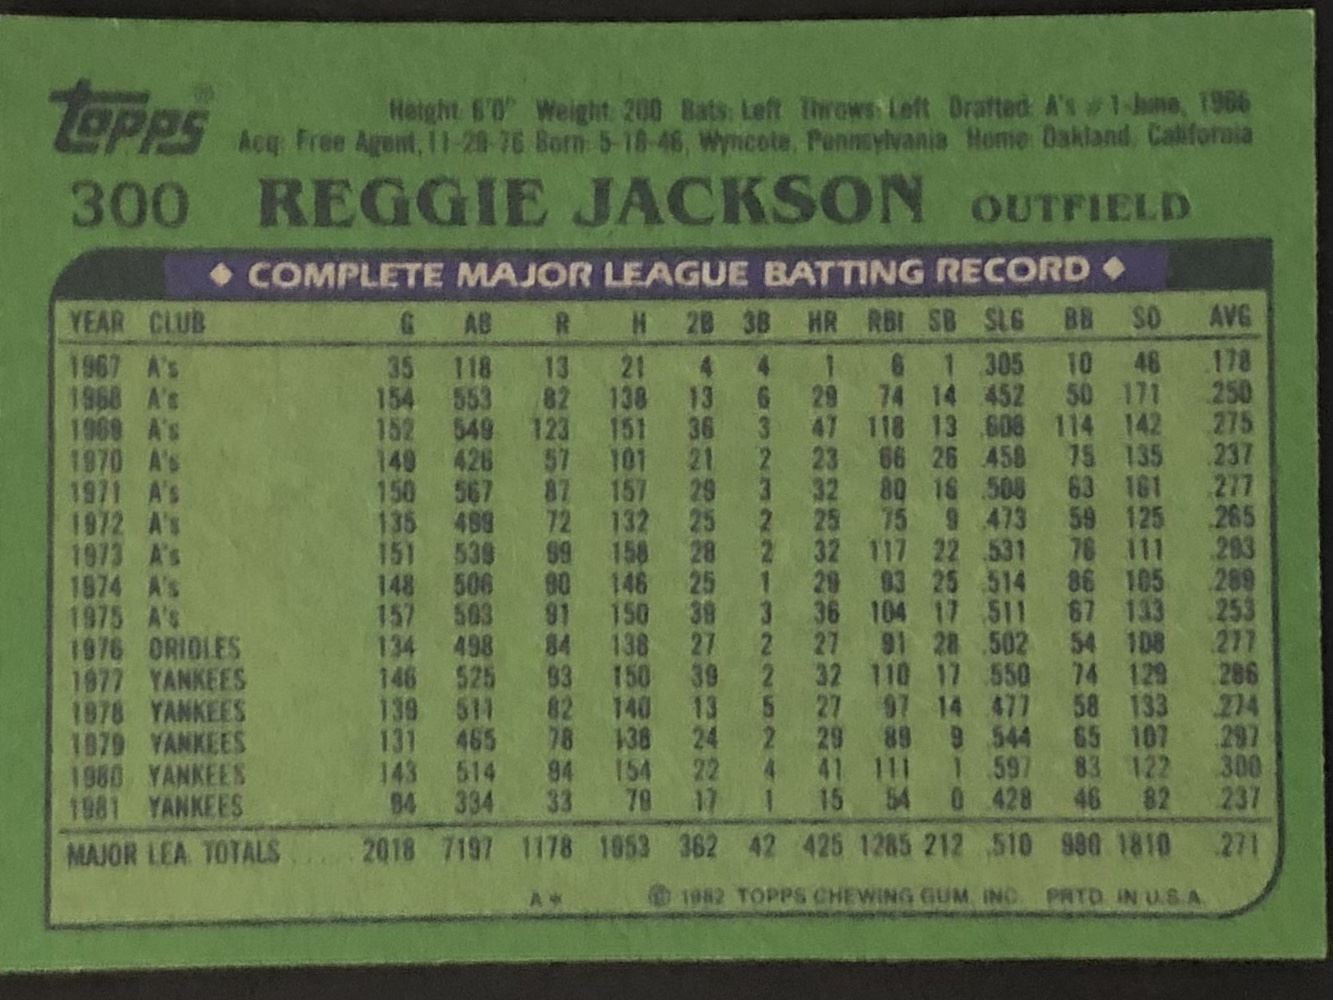 Topps®
Height: 6'0" Weight: 200 Bats: Left Throws: Left Drafted: A's #1-June, 1966
Acq: Free Agent, 11-29-76 Born: 5-18-46, Wyncote, Pennsylvania Home: Oakland, California
300 REGGIE JACKSON OUTFIELD
◆ COMPLETE MAJOR LEAGUE BATTING RECORD ◆
YEAR CLUB G AB R H 2B 3B HR RBI SB SLG BB SO AVG
1967 A's 35 118 13 21 4 4 1 6 1 .305 10 46 .178
1968 A's 154 553 82 138 13 6 29 74 14 .452 50 171 .250
1969 A's 152 549 123 151 36 3 47 118 13 .608 114 142 .275
1970 A's 149 426 57 101 21 2 23 66 26 .458 75 135 .237
1971 A's 150 567 87 157 29 3 32 80 16 .508 63 161 .277
1972 A's 135 499 72 132 25 2 25 75 9 .473 59 125 .265
1973 A's 151 539 99 158 28 2 32 117 22 .531 76 111 .293
1974 A's 148 506 90 146 25 1 29 93 25 .514 86 105 .289
1975 A's 157 593 91 150 39 3 36 104 17 .511 67 133 .253
1976 ORIOLES 134 498 84 138 27 2 27 91 28 .502 54 108 .277
1977 YANKEES 146 525 93 150 39 2 32 110 17 .550 74 129 .286
1978 YANKEES 139 511 82 140 13 5 27 97 14 .477 58 133 .274
1979 YANKEES 131 465 78 138 24 2 29 89 9 .544 65 107 .297
1980 YANKEES 143 514 94 154 22 4 41 111 1 .597 83 122 .300
1981 YANKEES 94 334 33 79 17 1 15 54 0 .428 46 82 .237
MAJOR LEA. TOTALS ..... 2018 7197 1178 1953 362 42 425 1285 212 .510 980 1810 .271
A* © 1982 TOPPS CHEWING GUM, INC. PRTD. IN U.S.A.